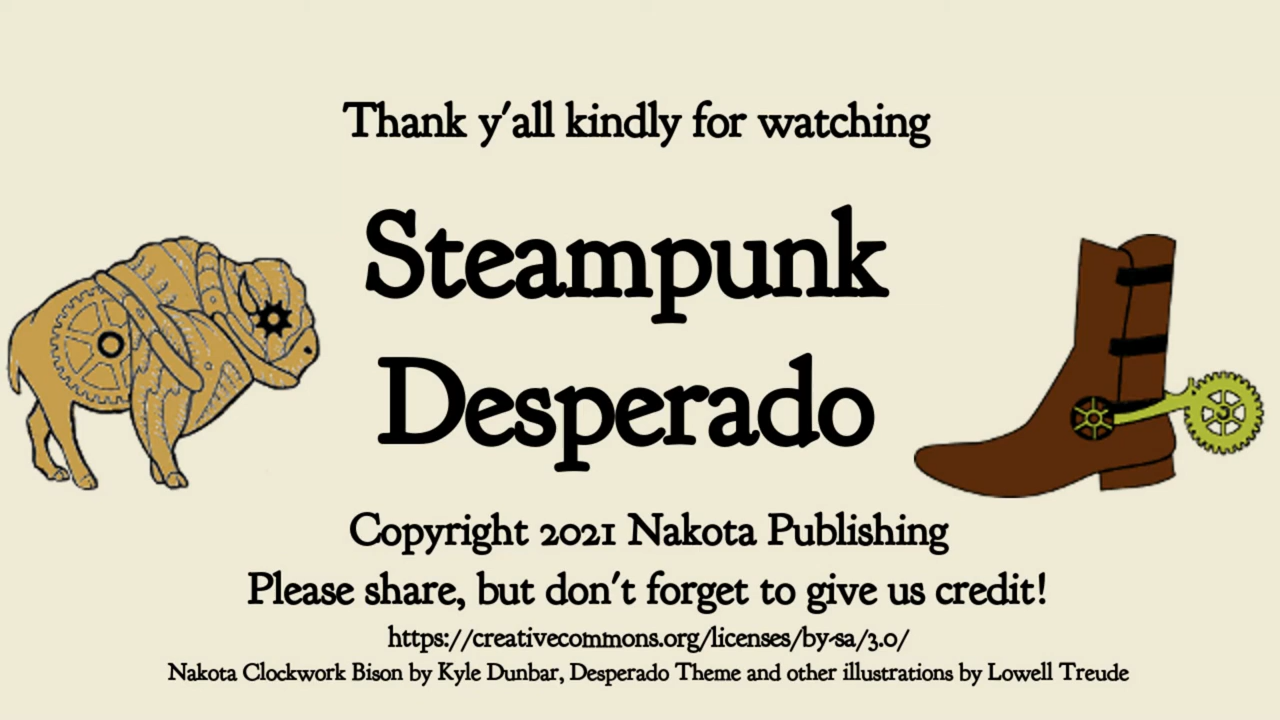 Thank y'all kindly for watching
Steampunk
Desperado
Copyright 2021 Nakota Publishing
Please share, but don't forget to give us credit!
https://creativecommons.org/licenses/by-sa/3.0/
Nakota Clockwork Bison by Kyle Dunbar, Desperado Theme and other illustrations by Lowell Treude